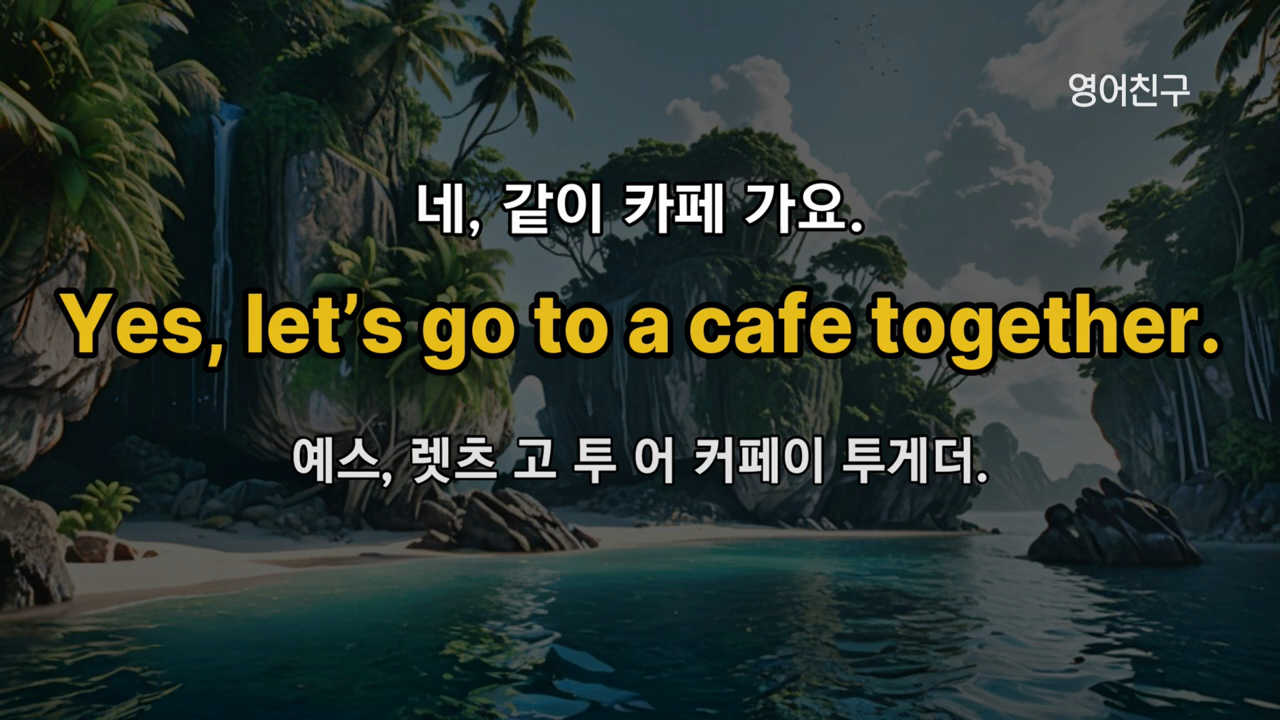 영어친구
네, 같이 카페 가요.
Yes, let’s go to a cafe together.
예스, 렛츠 고 투 어 커페이 투게더.